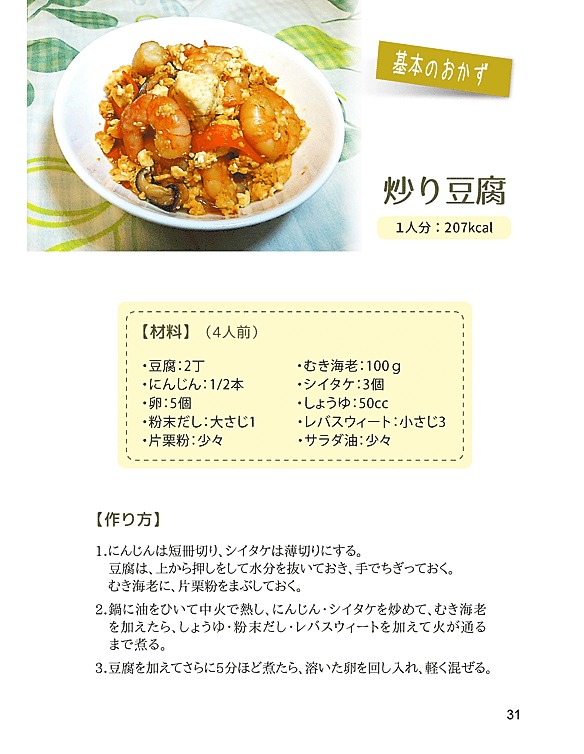 基本のおかず
炒り豆腐
1人分：207kcal
【材料】（4人前）
・豆腐：2丁
・にんじん：1/2本
・卵：5個
・粉末だし：大さじ1
・片栗粉：少々
・むき海老：100g
・シイタケ：3個
・しょうゆ：50cc
・レバスウィート：小さじ3
・サラダ油：少々
【作り方】
1.にんじんは短冊切り、シイタケは薄切りにする。
豆腐は、上から押しをして水分を抜いておき、手でちぎっておく。
むき海老に、片栗粉をまぶしておく。
2.鍋に油をひいて中火で熱し、にんじん・シイタケを炒めて、むき海老
を加えたら、しょうゆ・粉末だし・レバスウィートを加えて火が通る
まで煮る。
3.豆腐を加えてさらに5分ほど煮たら、溶いた卵を回し入れ、軽く混ぜる。
31